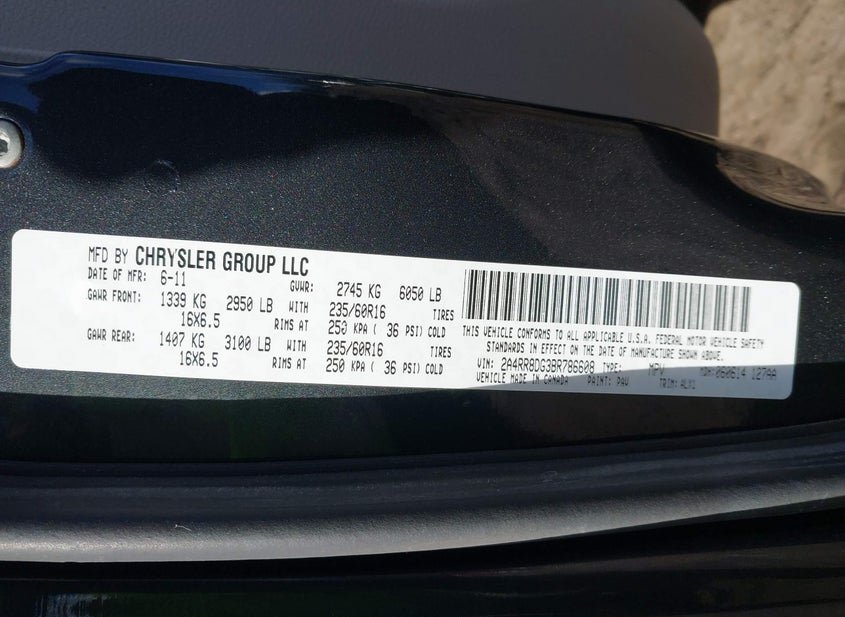 MFD BY CHRYSLER GROUP LLC
DATE OF MFR: 6-11 GVWR: 2745 KG 6050 LB
GAWR FRONT: 1339 KG 2950 LB WITH 235/60R16 TIRES
16X6.5 RIMS AT 250 KPA ( 36 PSI) COLD
GAWR REAR: 1407 KG 3100 LB WITH 235/60R16 TIRES
16X6.5 RIMS AT 250 KPA ( 36 PSI) COLD
THIS VEHICLE CONFORMS TO ALL APPLICABLE U.S.A. FEDERAL MOTOR VEHICLE SAFETY
STANDARDS IN EFFECT ON THE DATE OF MANUFACTURE SHOWN ABOVE.
VIN: 2A4RR8DG3BR786608 TYPE: MPV MDH: 060614 127AA
VEHICLE MADE IN CANADA PAINT: PAV TRIM: